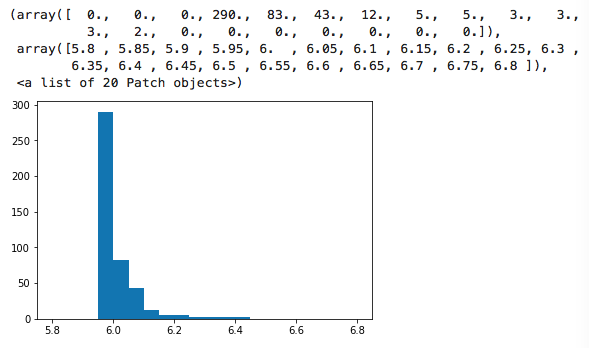 (array([  0.,   0.,   0., 290.,  83.,  43.,  12.,   5.,   5.,   3.,   3.,
          3.,   2.,   0.,   0.,   0.,   0.,   0.,   0.,   0.]),
 array([5.8 , 5.85, 5.9 , 5.95, 6.  , 6.05, 6.1 , 6.15, 6.2 , 6.25, 6.3 ,
        6.35, 6.4 , 6.45, 6.5 , 6.55, 6.6 , 6.65, 6.7 , 6.75, 6.8 ]),
 <a list of 20 Patch objects>)
300
250
200
150
100
50
0
5.8 6.0 6.2 6.4 6.6 6.8